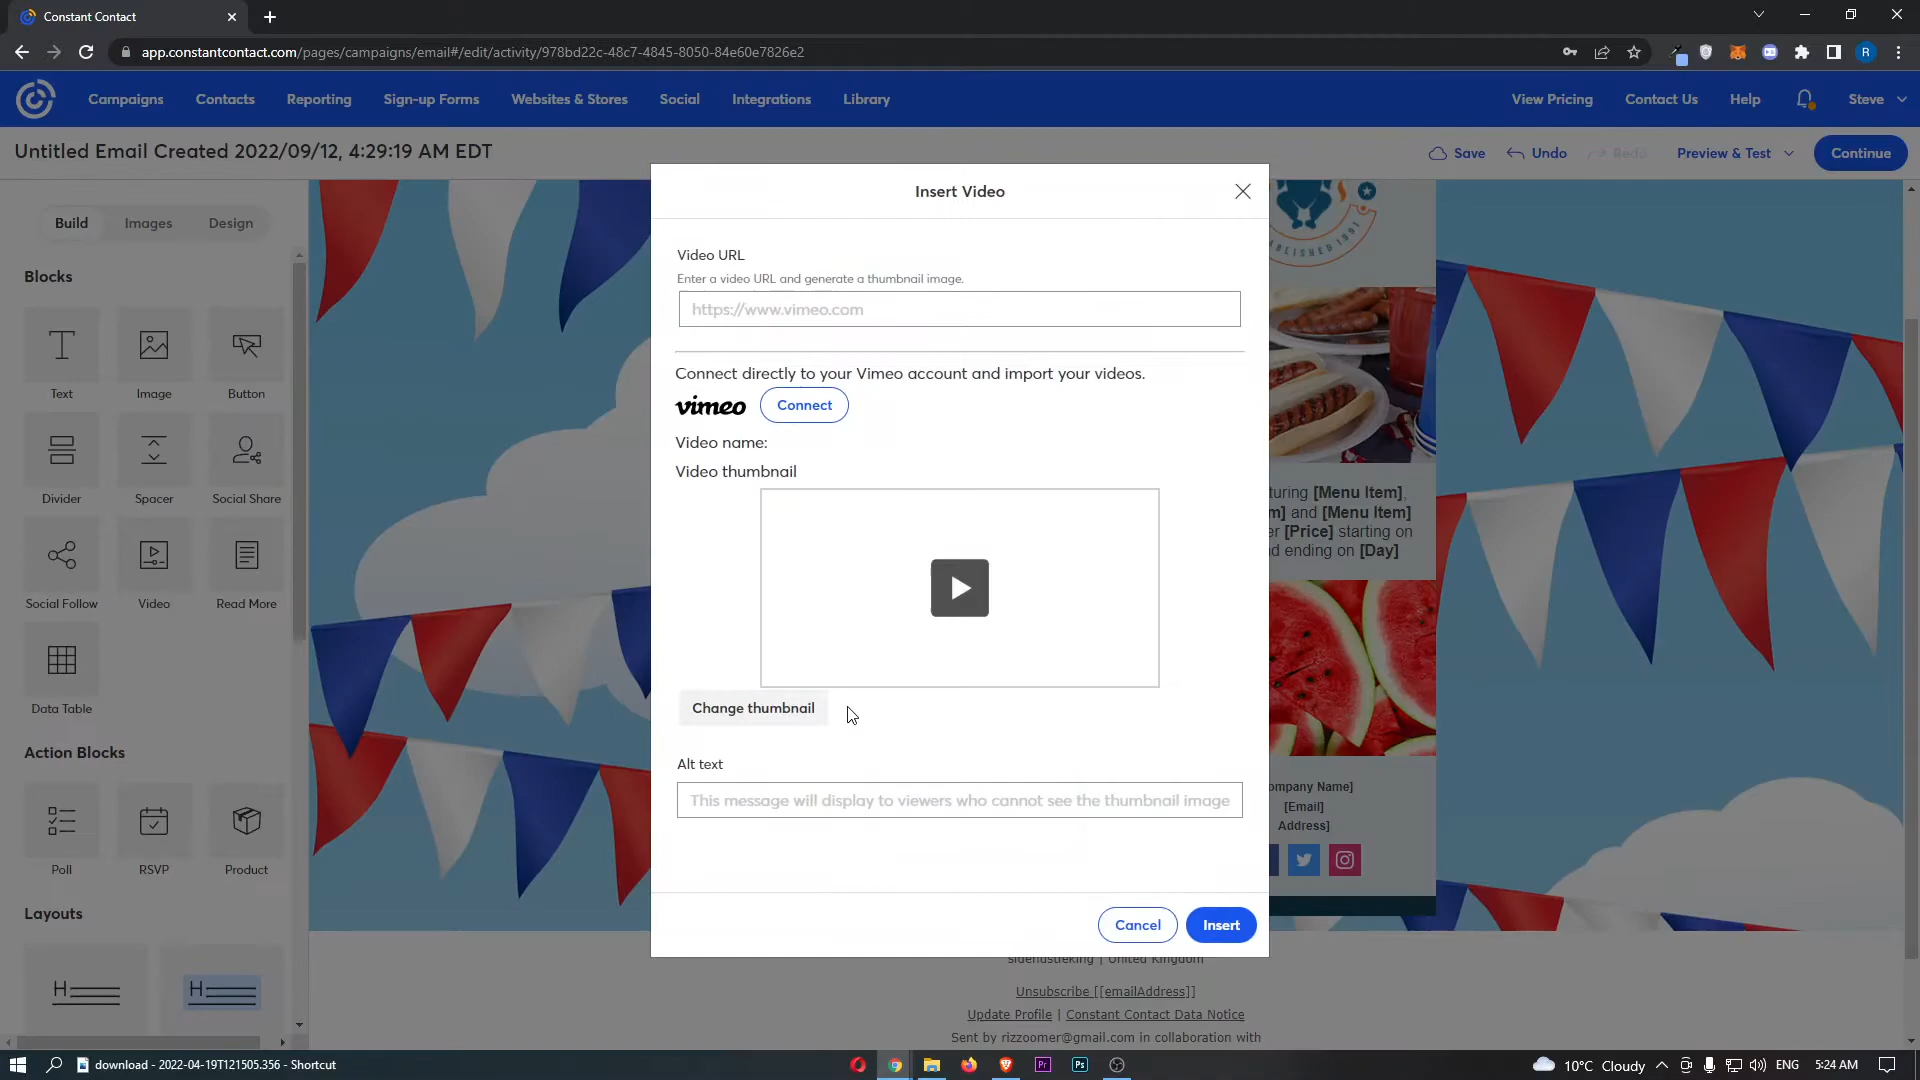 Constant Contact
app.constantcontact.com/pages/campaigns/email#/edit/activity/978bd22c-48c7-4845-8050-84e60e7826e2
R
Campaigns Contacts Reporting Sign-up Forms Websites & Stores Social Integrations Library View Pricing Contact Us Help Steve
Untitled Email Created 2022/09/12, 4:29:19 AM EDT
Save Undo Redo Preview & Test Continue
Build Images Design
Blocks
Text Image Button
Divider Spacer Social Share
Social Follow Video Read More
Data Table
Action Blocks
Poll RSVP Product
Layouts
H H
Insert Video
Video URL
Enter a video URL and generate a thumbnail image.
https://www.vimeo.com
Connect directly to your Vimeo account and import your videos.
vimeo Connect
Video name:
Video thumbnail
Change thumbnail
Alt text
This message will display to viewers who cannot see the thumbnail image
Cancel Insert
1991
turing [Menu Item],
m] and [Menu Item]
er [Price] starting on
d ending on [Day]
ompany Name]
[Email]
Address]
| United Kingdom
Unsubscribe [[emailAddress]]
Update Profile | Constant Contact Data Notice
Sent by rizzoomer@gmail.com in collaboration with
download - 2022-04-19T121505.356 - Shortcut
Pr Ps
10°C Cloudy ENG 5:24 AM